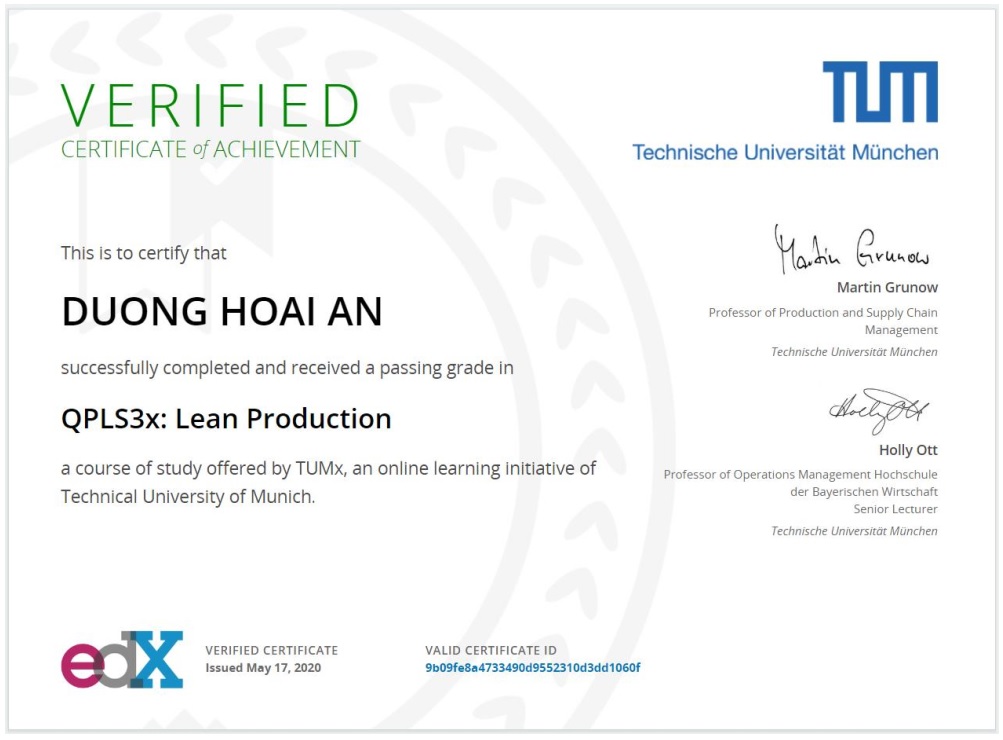 VERIFIED
CERTIFICATE of ACHIEVEMENT
TUM
Technische Universität München
This is to certify that
DUONG HOAI AN
successfully completed and received a passing grade in
QPLS3x: Lean Production
a course of study offered by TUMx, an online learning initiative of
Technical University of Munich.
Martin Grunow
Martin Grunow
Professor of Production and Supply Chain
Management
Technische Universität München
Holly Ott
Holly Ott
Professor of Operations Management Hochschule
der Bayerischen Wirtschaft
Senior Lecturer
Technische Universität München
edX
VERIFIED CERTIFICATE
Issued May 17, 2020
VALID CERTIFICATE ID
9b09fe8a4733490d9552310d3dd1060f